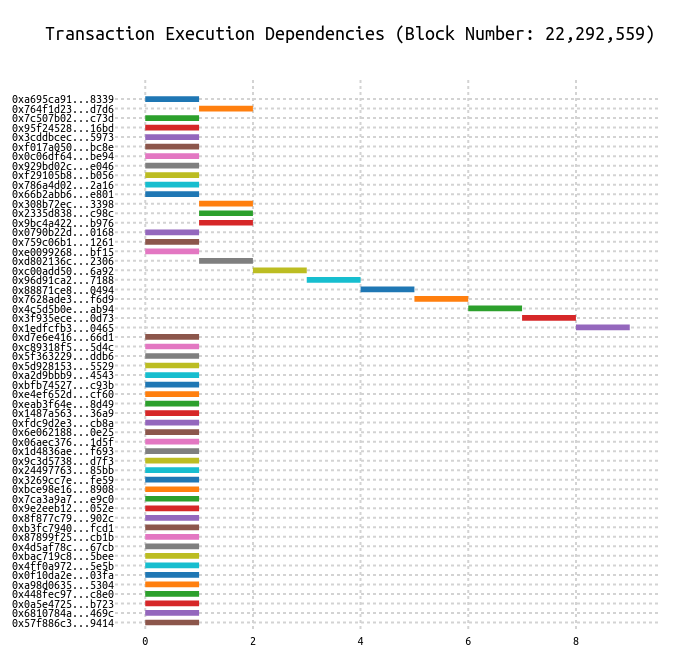 Transaction Execution Dependencies (Block Number: 22,292,559)
0xa695ca91...8339
0x764f1d23...d7d6
0x7c507b02...c73d
0x95f24528...16bd
0x3cddbcec...5973
0xf017a050...bc8e
0x0c06df64...be94
0x929bd02c...e046
0xf29105b8...b056
0x786a4d02...2a16
0x66b2abb6...e801
0x308b72ec...3398
0x2335d838...c98c
0x9bc4a422...b976
0x0790b22d...0168
0x759c06b1...1261
0xe0099268...bf15
0xd802136c...2306
0xc00add50...6a92
0x96d91ca2...7188
0x88871ce8...0494
0x7628ade3...f6d9
0x4c5d5b0e...ab94
0x3f935ece...0d73
0x1edfcfb3...0465
0xd7e6e416...66d1
0xc89318f5...5d4c
0x5f363229...ddb6
0x5d928153...5529
0xa2d9bbb9...4543
0xbfb74527...c93b
0xe4ef652d...cf60
0xeab3f64e...8d49
0x1487a563...36a9
0xfdc9d2e3...cb8a
0x6e062188...0e25
0x06aec376...1d5f
0x1d4836ae...f693
0x9c3d5738...d7f3
0x24497763...85bb
0x3269cc7e...fe59
0xbce98e16...8908
0x7ca3a9a7...e9c0
0x9e2eeb12...052e
0x8f877c79...902c
0xb3fc7940...fcd1
0x87899f25...cb1b
0x4d5af78c...67cb
0xbac719c8...5bee
0x4ff0a972...5e5b
0x0f10da2e...03fa
0xa98d0635...5304
0x448fec97...c8e0
0x0a5e4725...b723
0x6810784a...469c
0x57f886c3...9414
0 2 4 6 8